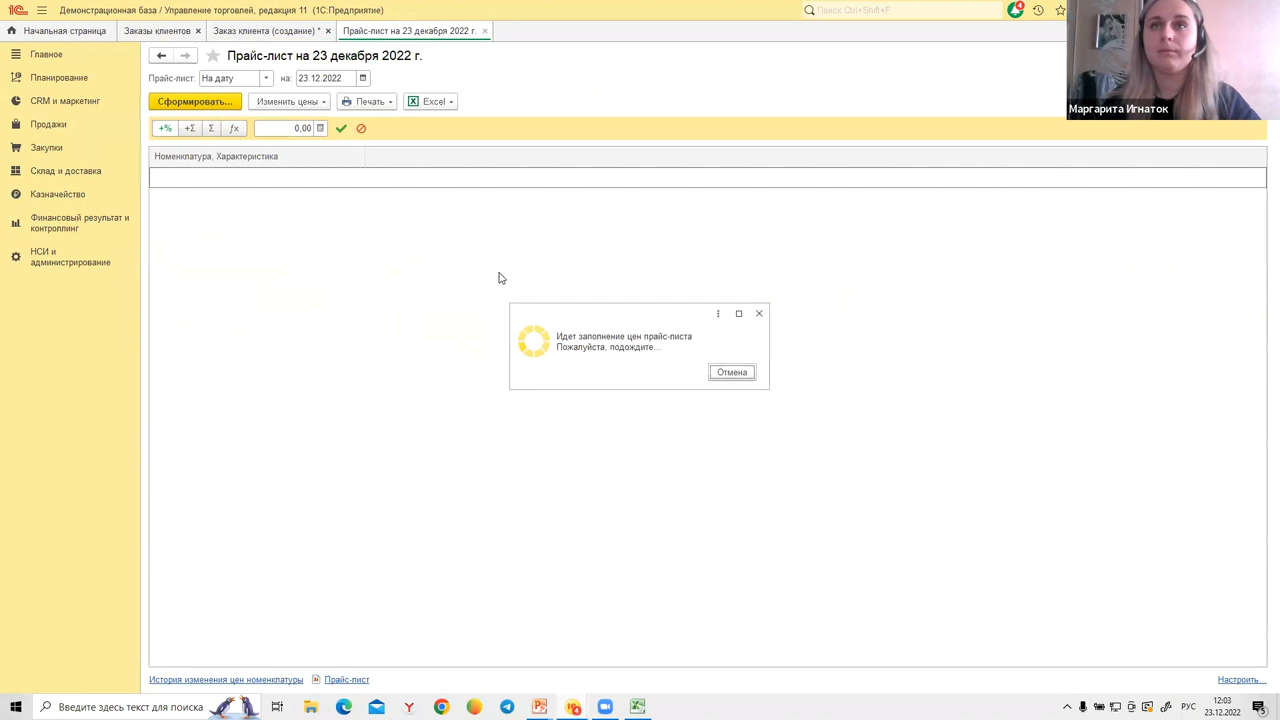 Демонстрационная база / Управление торговлей, редакция 11 (1С:Предприятие)
Поиск Ctrl+Shift+F
4
Начальная страница
Заказы клиентов ×
Заказ клиента (создание) * ×
Прайс-лист на 23 декабря 2022 г. ×
Главное
Планирование
CRM и маркетинг
Продажи
Закупки
Склад и доставка
Казначейство
Финансовый результат и
контроллинг
НСИ и
администрирование
Прайс-лист на 23 декабря 2022 г.
Прайс-лист: На дату на: 23.12.2022
Сформировать... Изменить цены Печать Excel
+% +Σ Σ ƒx 0,00
Номенклатура, Характеристика
Идет заполнение цен прайс-листа
Пожалуйста, подождите...
Отмена
История изменения цен номенклатуры Прайс-лист Настроить...
Маргарита Игнаток
Введите здесь текст для поиска
РУС
12:03
23.12.2022